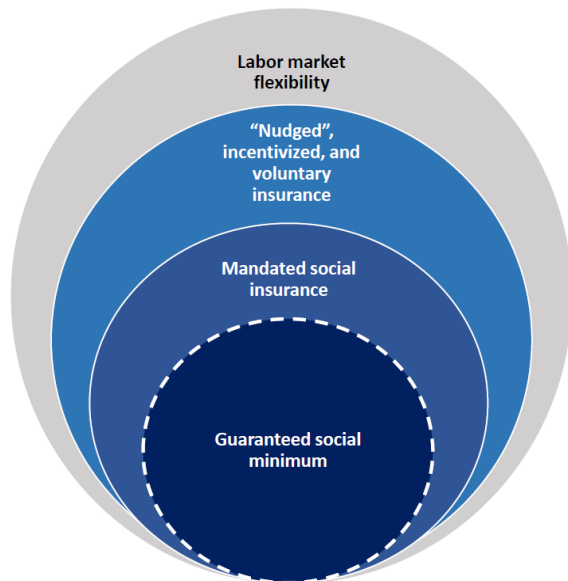 Labor market
flexibility
“Nudged”,
incentivized, and
voluntary
insurance
Mandated social
insurance
Guaranteed social
minimum